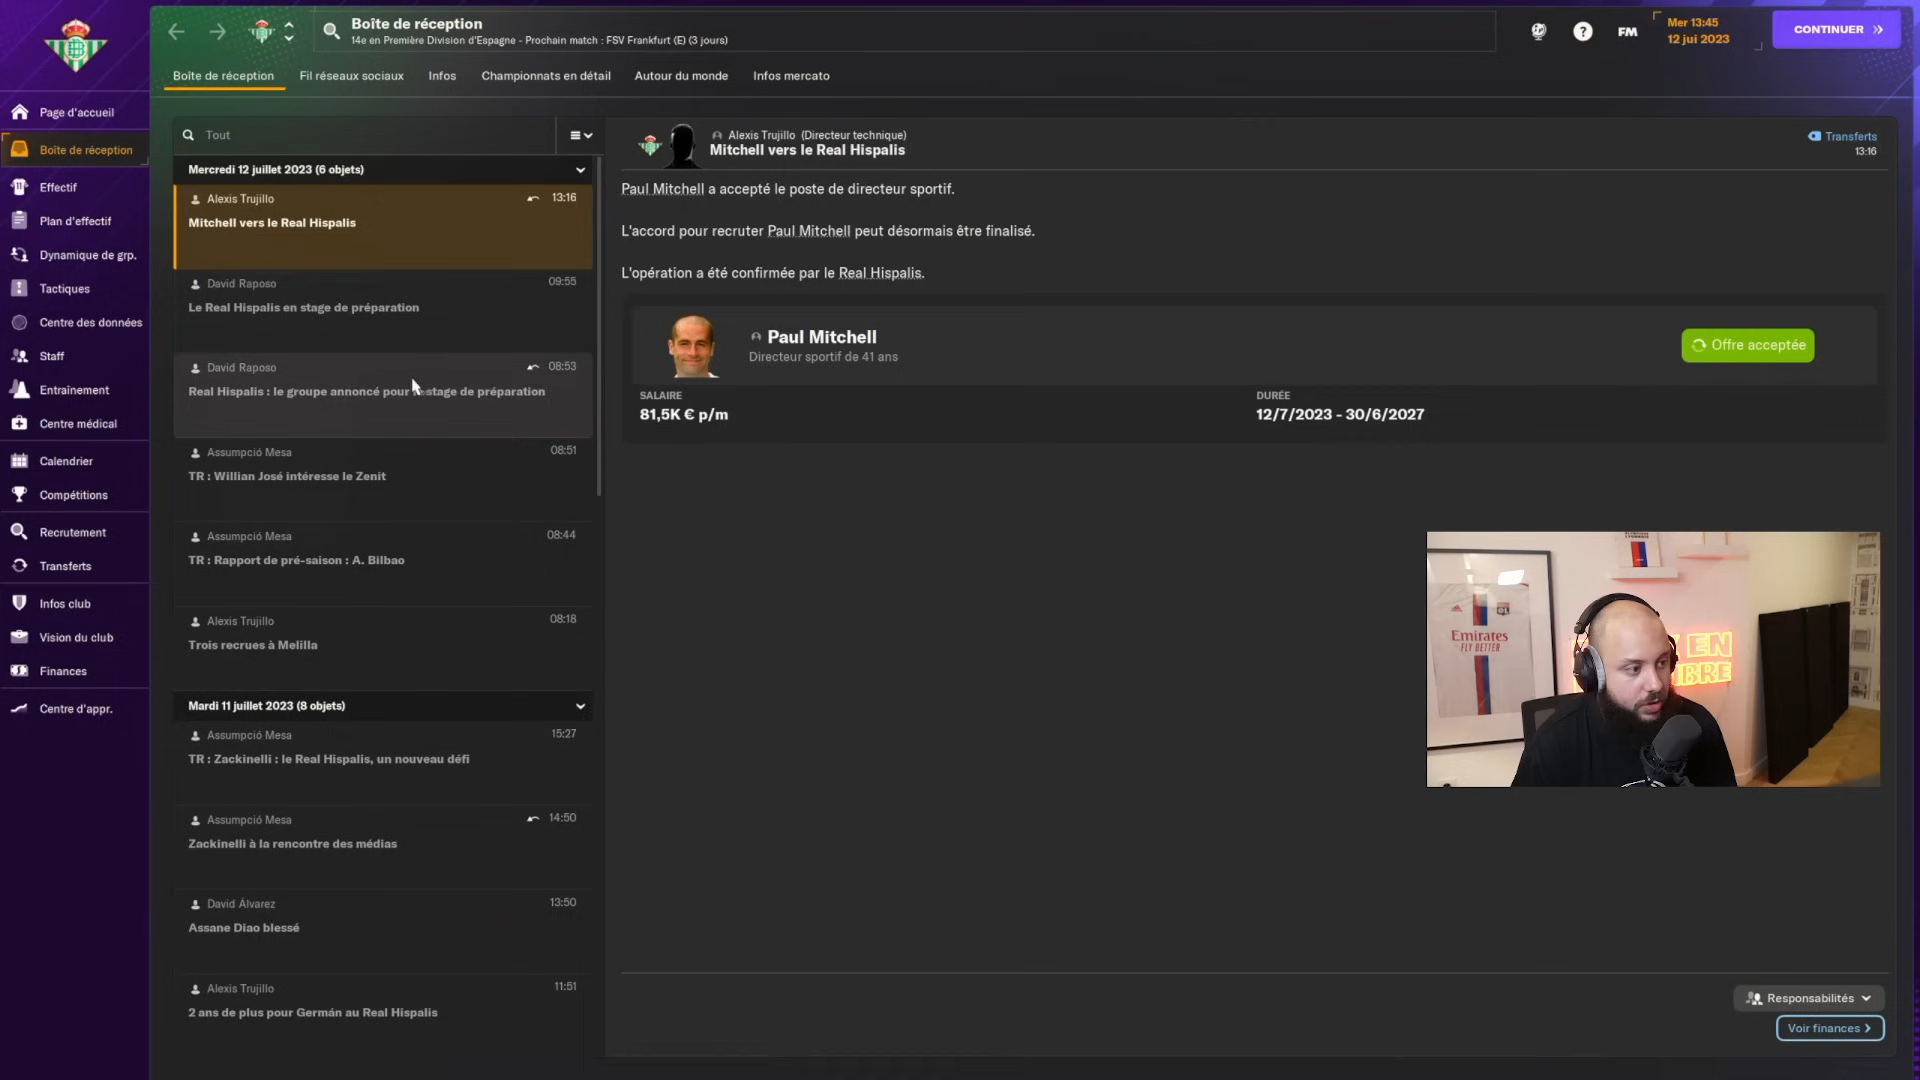 Boîte de réception
14e en Première Division d'Espagne - Prochain match : FSV Frankfurt (E) (3 jours)
FM
Mer 13:45
12 jui 2023
CONTINUER
Boîte de réception
Fil réseaux sociaux
Infos
Championnats en détail
Autour du monde
Infos mercato
Page d'accueil
Boîte de réception
Effectif
Plan d'effectif
Dynamique de grp.
Tactiques
Centre des données
Staff
Entraînement
Centre médical
Calendrier
Compétitions
Recrutement
Transferts
Infos club
Vision du club
Finances
Centre d'appr.
Tout
Mercredi 12 juillet 2023 (6 objets)
Alexis Trujillo 13:16
Mitchell vers le Real Hispalis
David Raposo 09:55
Le Real Hispalis en stage de préparation
David Raposo 08:53
Real Hispalis : le groupe annoncé pour le stage de préparation
Assumpció Mesa 08:51
TR : Willian José intéresse le Zenit
Assumpció Mesa 08:44
TR : Rapport de pré-saison : A. Bilbao
Alexis Trujillo 08:18
Trois recrues à Melilla
Mardi 11 juillet 2023 (8 objets)
Assumpció Mesa 15:27
TR : Zackinelli : le Real Hispalis, un nouveau défi
Assumpció Mesa 14:50
Zackinelli à la rencontre des médias
David Álvarez 13:50
Assane Diao blessé
Alexis Trujillo 11:51
2 ans de plus pour Germán au Real Hispalis
Alexis Trujillo (Directeur technique)
Mitchell vers le Real Hispalis
Transferts
13:16
Paul Mitchell a accepté le poste de directeur sportif.
L'accord pour recruter Paul Mitchell peut désormais être finalisé.
L'opération a été confirmée par le Real Hispalis.
Paul Mitchell
Directeur sportif de 41 ans
Offre acceptée
SALAIRE
81,5K € p/m
DURÉE
12/7/2023 - 30/6/2027
Emirates
FLY BETTER
EN
Responsabilités
Voir finances